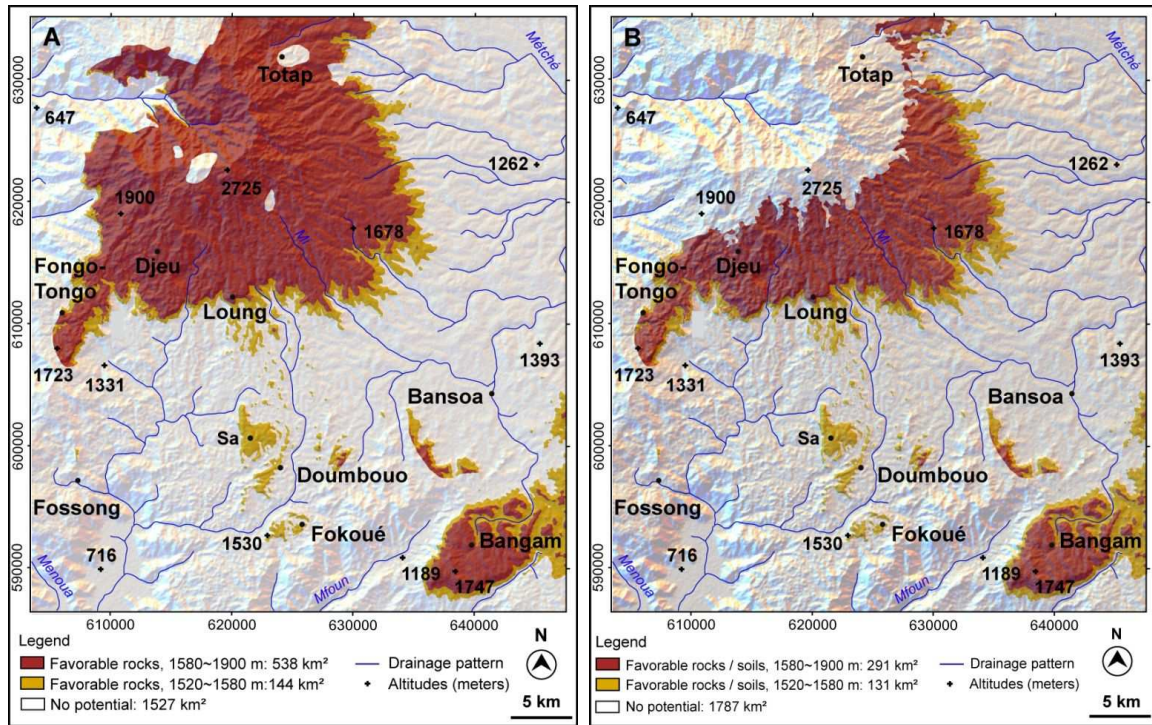 A
Totap
Métché
630000
647
1262
620000
1900
2725
1678
Mi
Fongo-
Tongo
Djeu
Loung
610000
1723
1331
1393
Bansoa
600000
Sa
Doumbouo
Fossong
Fokoué
1530
Bangam
716
590000
Menoua
Mfoun
1189
1747
610000 620000 630000 640000
Legend
Favorable rocks, 1580~1900 m: 538 km²
Favorable rocks, 1520~1580 m:144 km²
No potential: 1527 km²
Drainage pattern
Altitudes (meters)
N
5 km
B
Totap
Métché
630000
647
1262
620000
1900
2725
1678
Mi
Fongo-
Tongo
Djeu
Loung
610000
1723
1331
1393
Bansoa
600000
Sa
Doumbouo
Fossong
Fokoué
1530
Bangam
716
590000
Menoua
Mfoun
1189
1747
610000 620000 630000 640000
Legend
Favorable rocks / soils, 1580~1900 m: 291 km²
Favorable rocks / soils, 1520~1580 m: 131 km²
No potential: 1787 km²
Drainage pattern
Altitudes (meters)
N
5 km